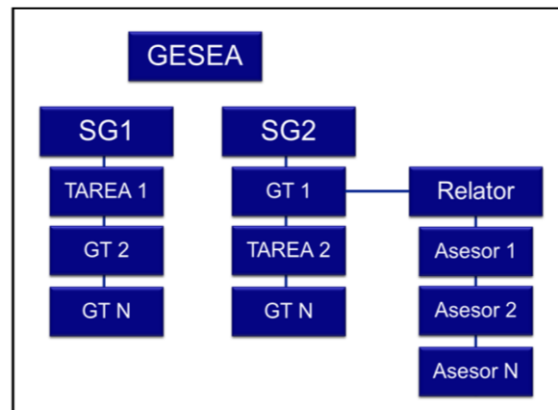 GESEA
SG1
SG2
TAREA 1
GT 1
Relator
GT 2
TAREA 2
Asesor 1
GT N
GT N
Asesor 2
Asesor N